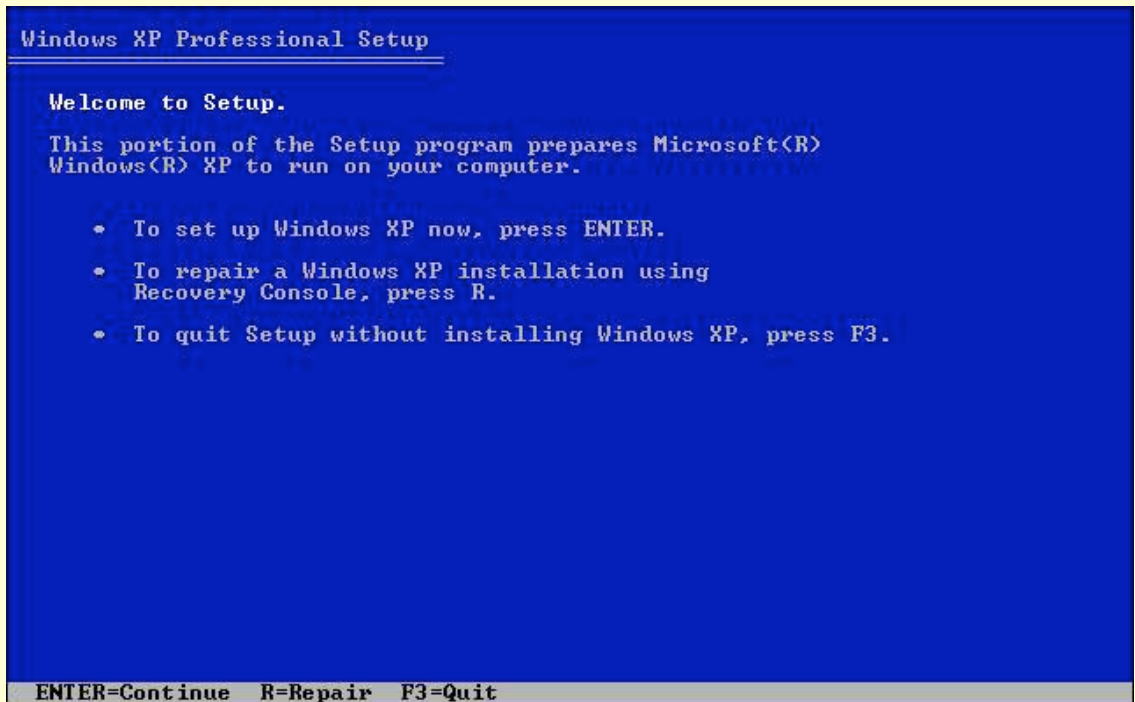 Windows XP Professional Setup
Welcome to Setup.
This portion of the Setup program prepares Microsoft(R)
Windows(R) XP to run on your computer.
• To set up Windows XP now, press ENTER.
• To repair a Windows XP installation using
Recovery Console, press R.
• To quit Setup without installing Windows XP, press F3.
ENTER=Continue R=Repair F3=Quit